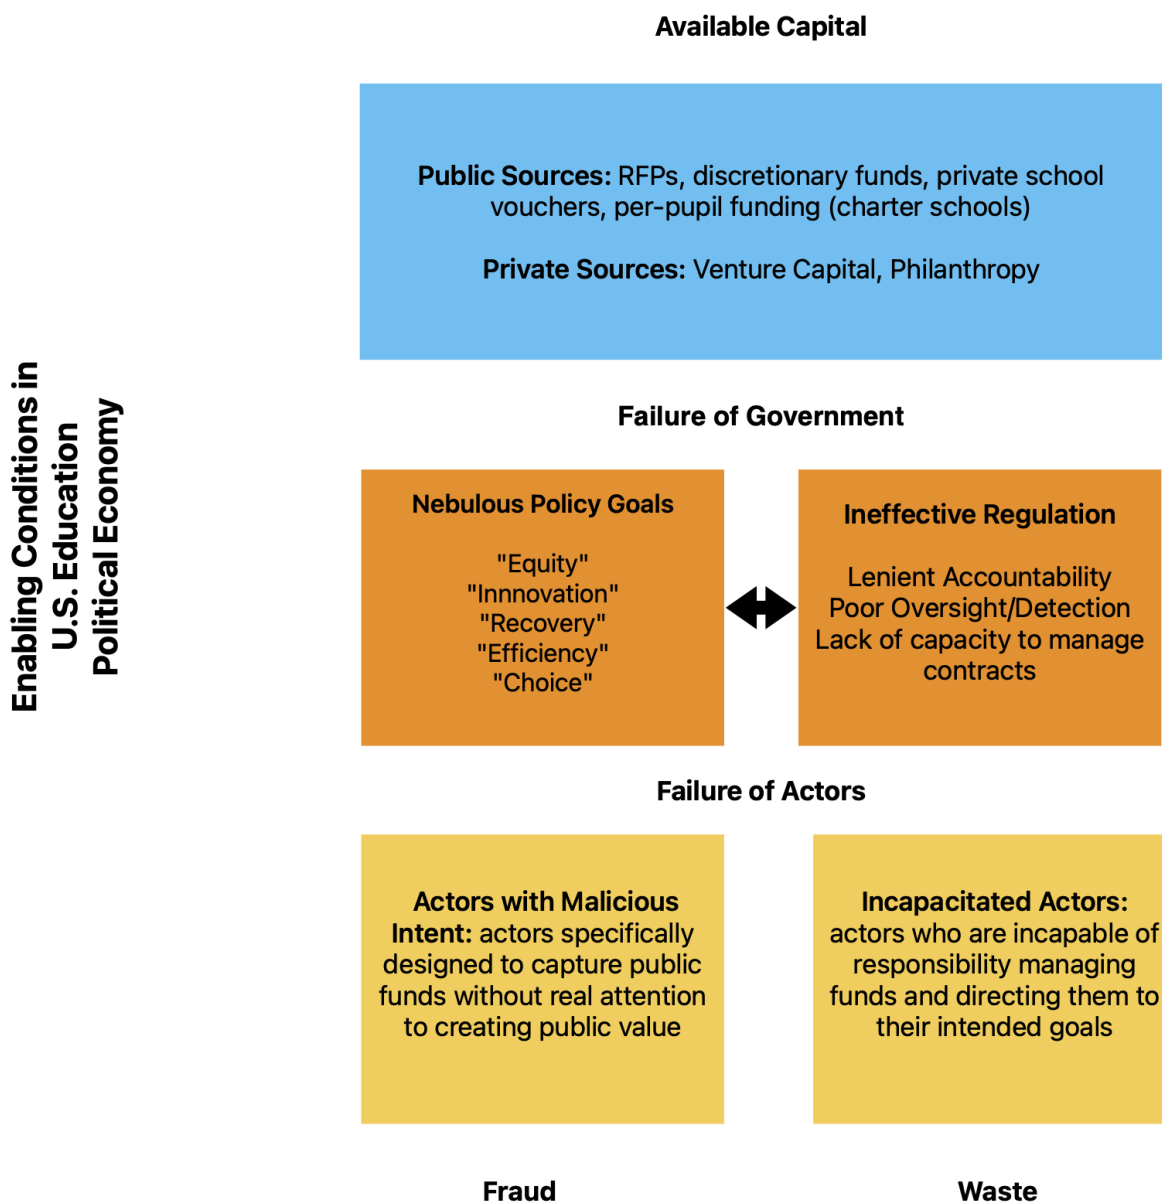 Available Capital
Public Sources: RFPs, discretionary funds, private school
vouchers, per-pupil funding (charter schools)
Private Sources: Venture Capital, Philanthropy
Enabling Conditions in
U.S. Education
Political Economy
Failure of Government
Nebulous Policy Goals
"Equity"
"Innnovation"
"Recovery"
"Efficiency"
"Choice"
Ineffective Regulation
Lenient Accountability
Poor Oversight/Detection
Lack of capacity to manage
contracts
Failure of Actors
Actors with Malicious
Intent: actors specifically
designed to capture public
funds without real attention
to creating public value
Incapacitated Actors:
actors who are incapable of
responsibility managing
funds and directing them to
their intended goals
Fraud
Waste